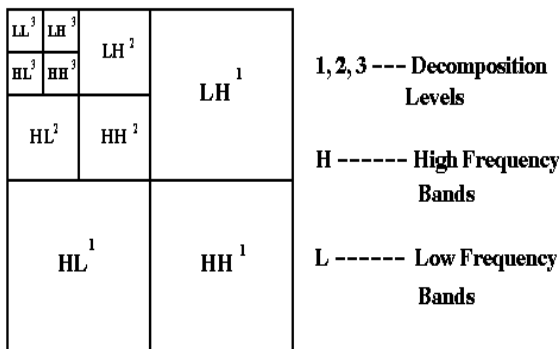 LL³ LH³
HL³ HH³
LH²
HL² HH²
LH¹
HL¹ HH¹
1, 2, 3 --- Decomposition
Levels
H ------ High Frequency
Bands
L ------ Low Frequency
Bands